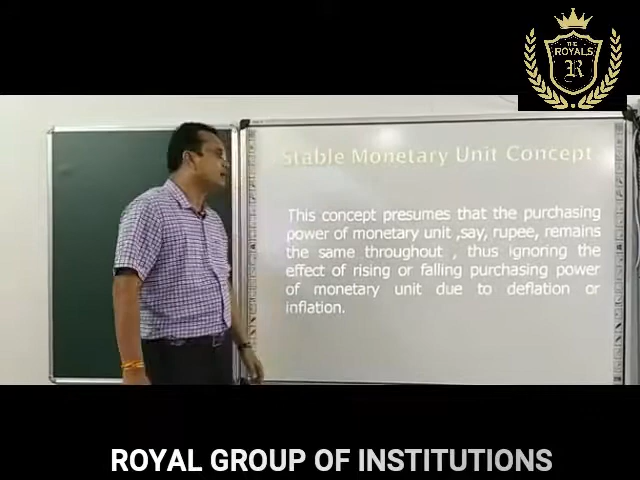 THE
ROYALS
R
Stable Monetary Unit Concept
This concept presumes that the purchasing
power of monetary unit ,say, rupee, remains
the same throughout , thus ignoring the
effect of rising or falling purchasing power
of monetary unit due to deflation or
inflation.
ROYAL GROUP OF INSTITUTIONS